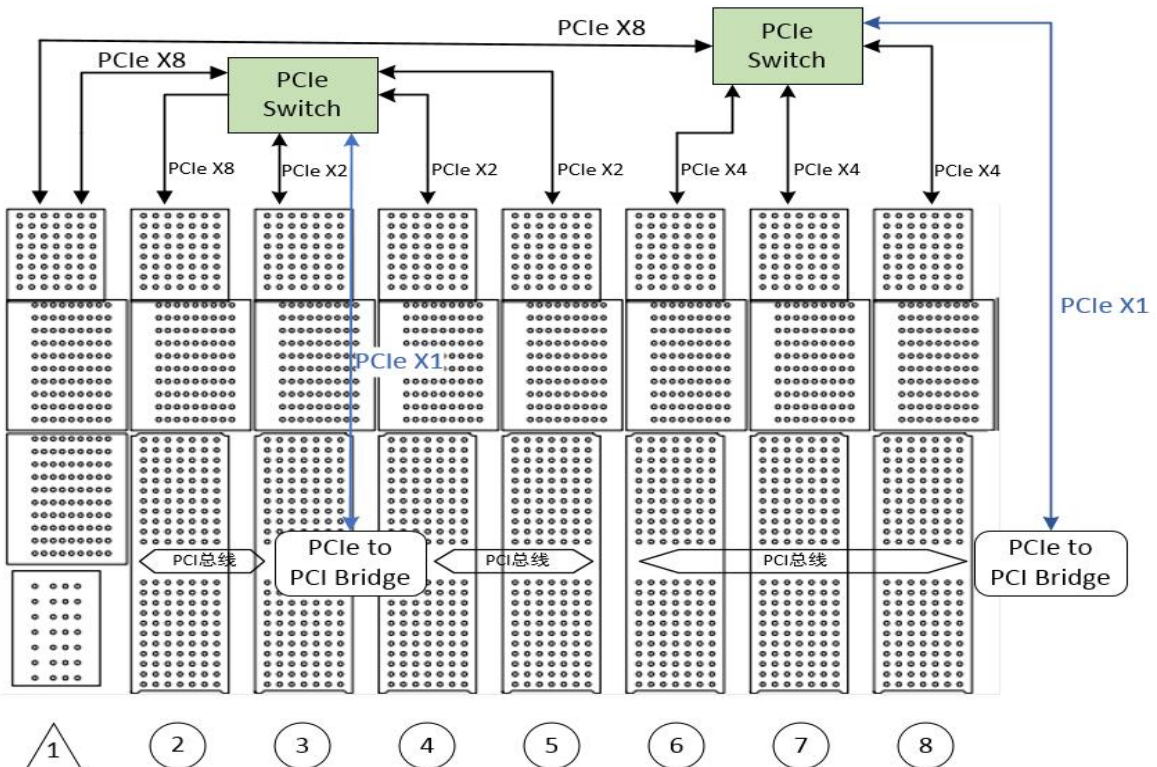 PCIe X8
PCIe
Switch
PCIe X8
PCIe
Switch
PCIe X8
PCIe X2
PCIe X2
PCIe X2
PCIe X4
PCIe X4
PCIe X4
PCIe X1
PCIe X1
PCI总线
PCIe to
PCI Bridge
PCI总线
PCI总线
PCIe to
PCI Bridge
1
2
3
4
5
6
7
8